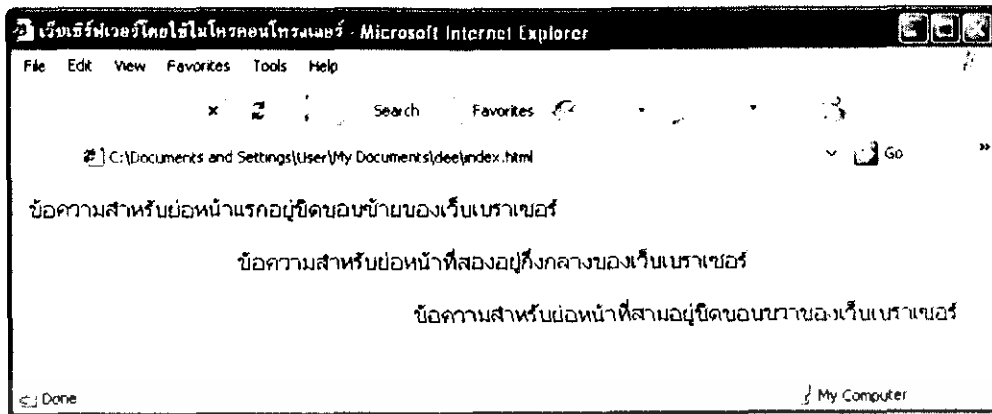 เว็บเซิร์ฟเวอร์โดยใช้ไมโครคอนโทรลเลอร์ - Microsoft Internet Explorer
File Edit View Favorites Tools Help
Search Favorites
C:\Documents and Settings\User\My Documents\dee\index.html Go »
ข้อความสำหรับย่อหน้าแรกอยู่ชิดขอบซ้ายของเว็บเบราเซอร์
ข้อความสำหรับย่อหน้าที่สองอยู่กึ่งกลางของเว็บเบราเซอร์
ข้อความสำหรับย่อหน้าที่สามอยู่ชิดขอบขวาของเว็บเบราเซอร์
Done My Computer